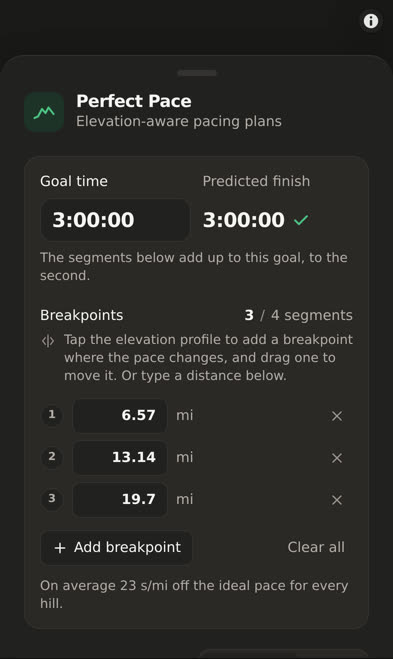 Perfect Pace
Elevation-aware pacing plans
Goal time
Predicted finish
3:00:00
3:00:00
The segments below add up to this goal, to the
second.
Breakpoints
3 / 4 segments
Tap the elevation profile to add a breakpoint
where the pace changes, and drag one to
move it. Or type a distance below.
1 6.57 mi
2 13.14 mi
3 19.7 mi
+ Add breakpoint
Clear all
On average 23 s/mi off the ideal pace for every
hill.